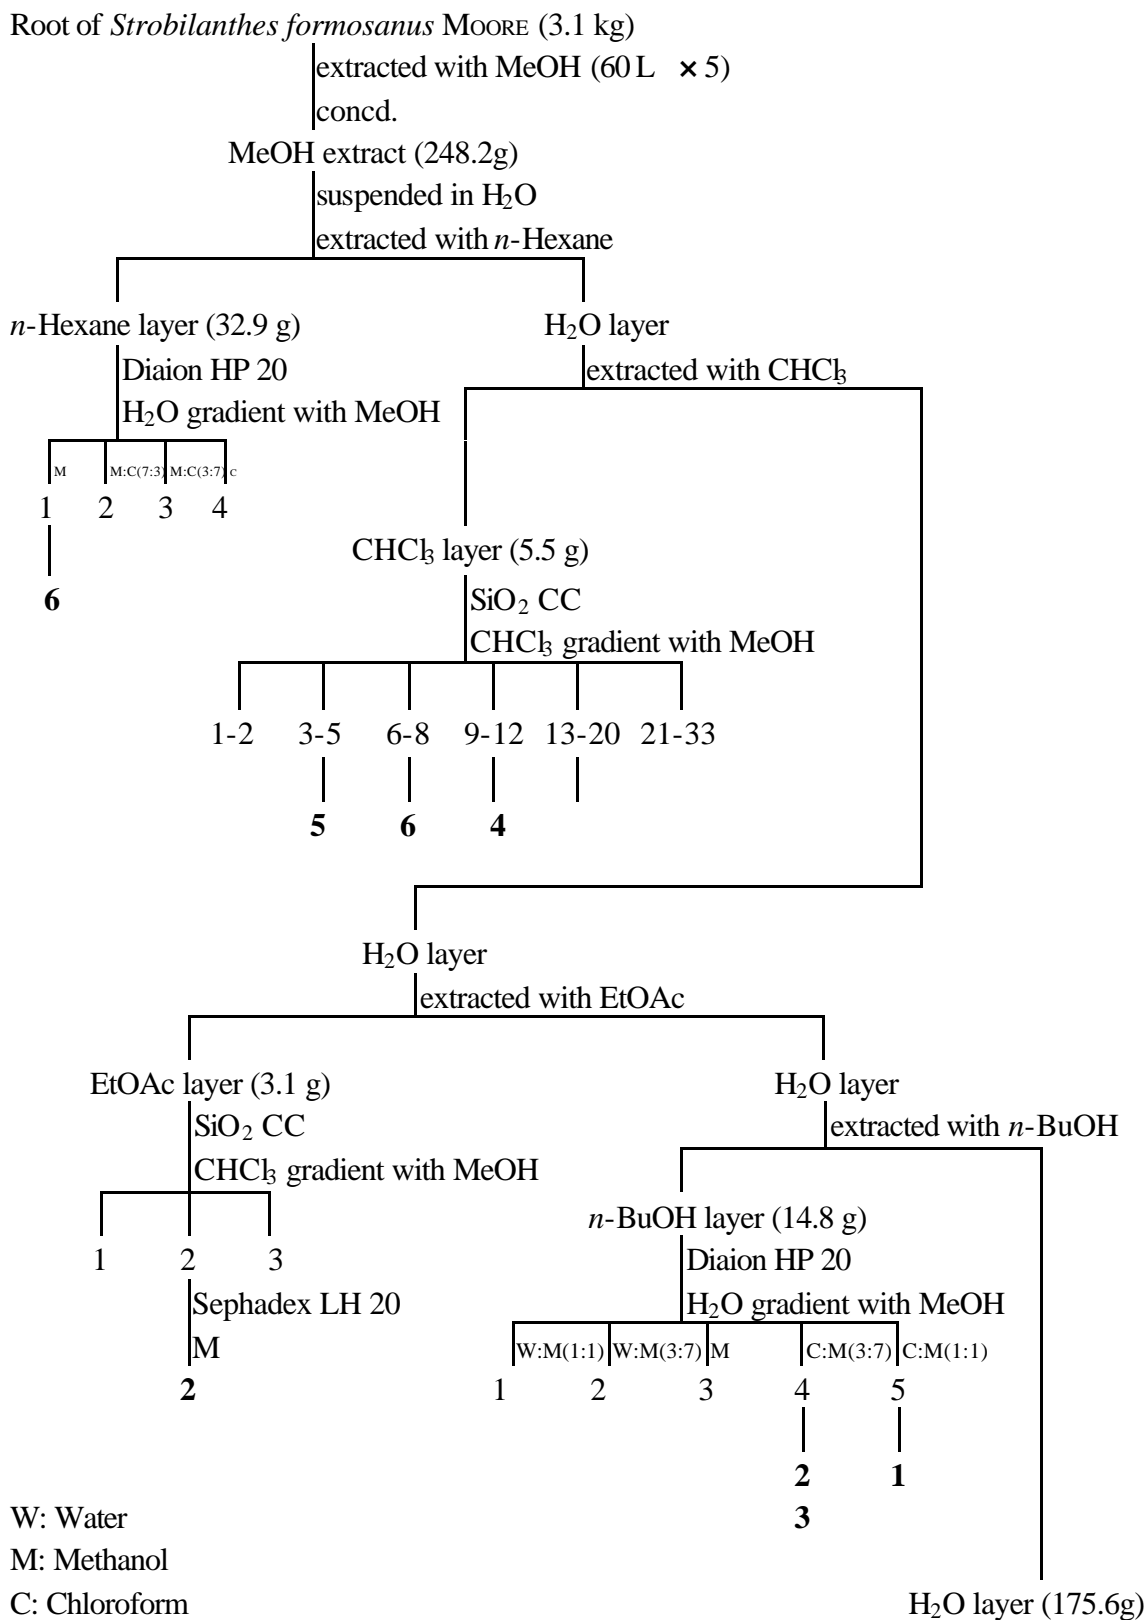 Root of Strobilanthes formosanus MOORE (3.1 kg)
extracted with MeOH (60 L × 5)
concd.
MeOH extract (248.2g)
suspended in H₂O
extracted with n-Hexane
n-Hexane layer (32.9 g) H₂O layer
Diaion HP 20 extracted with CHCl₃
H₂O gradient with MeOH
M M:C(7:3) M:C(3:7) C
1 2 3 4
CHCl₃ layer (5.5 g)
6 SiO₂ CC
CHCl₃ gradient with MeOH
1-2 3-5 6-8 9-12 13-20 21-33
5 6 4
H₂O layer
extracted with EtOAc
EtOAc layer (3.1 g) H₂O layer
SiO₂ CC extracted with n-BuOH
CHCl₃ gradient with MeOH
n-BuOH layer (14.8 g)
1 2 3 Diaion HP 20
Sephadex LH 20 H₂O gradient with MeOH
M W:M(1:1) W:M(3:7) M C:M(3:7) C:M(1:1)
2 1 2 3 4 5
2 1
W: Water 3
M: Methanol
C: Chloroform H₂O layer (175.6g)